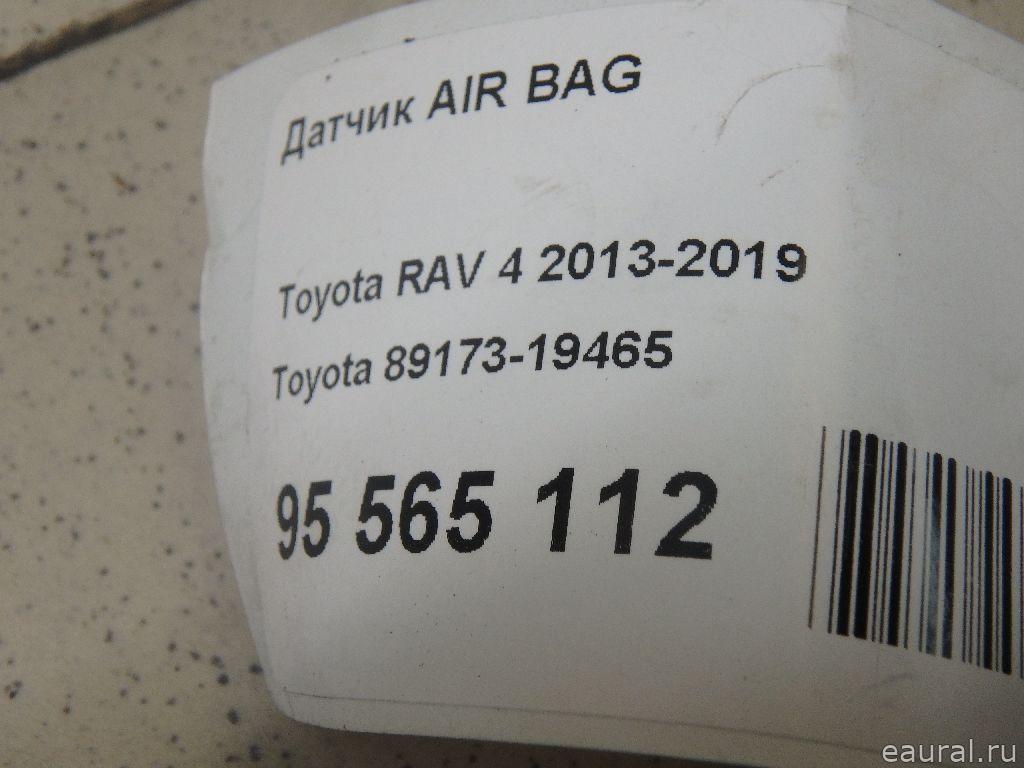 Датчик AIR BAG
Toyota RAV 4 2013-2019
Toyota 89173-19465
95 565 112
eaural.ru